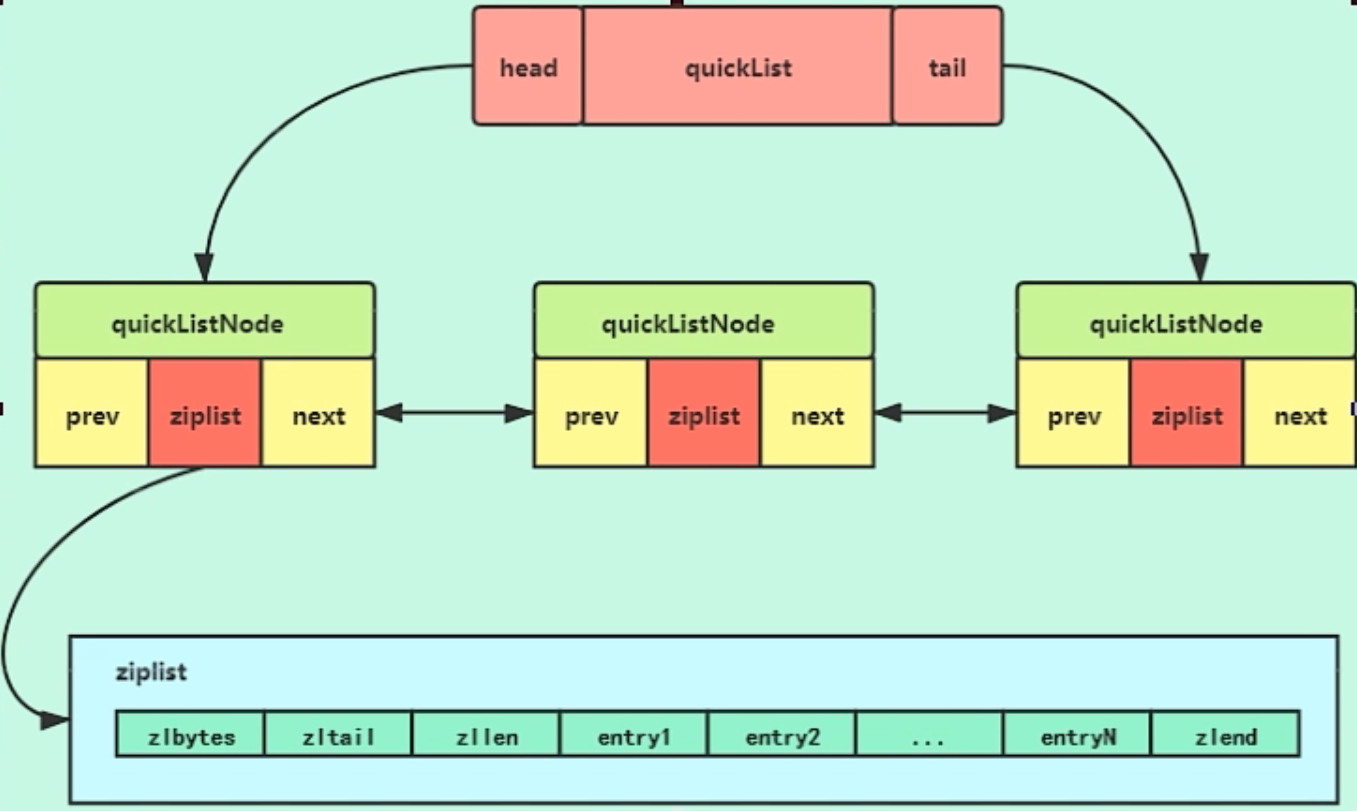 head quickList tail
quickListNode quickListNode quickListNode
prev ziplist next prev ziplist next prev ziplist next
ziplist
zlbytes zltail zllen entry1 entry2 ... entryN zlend